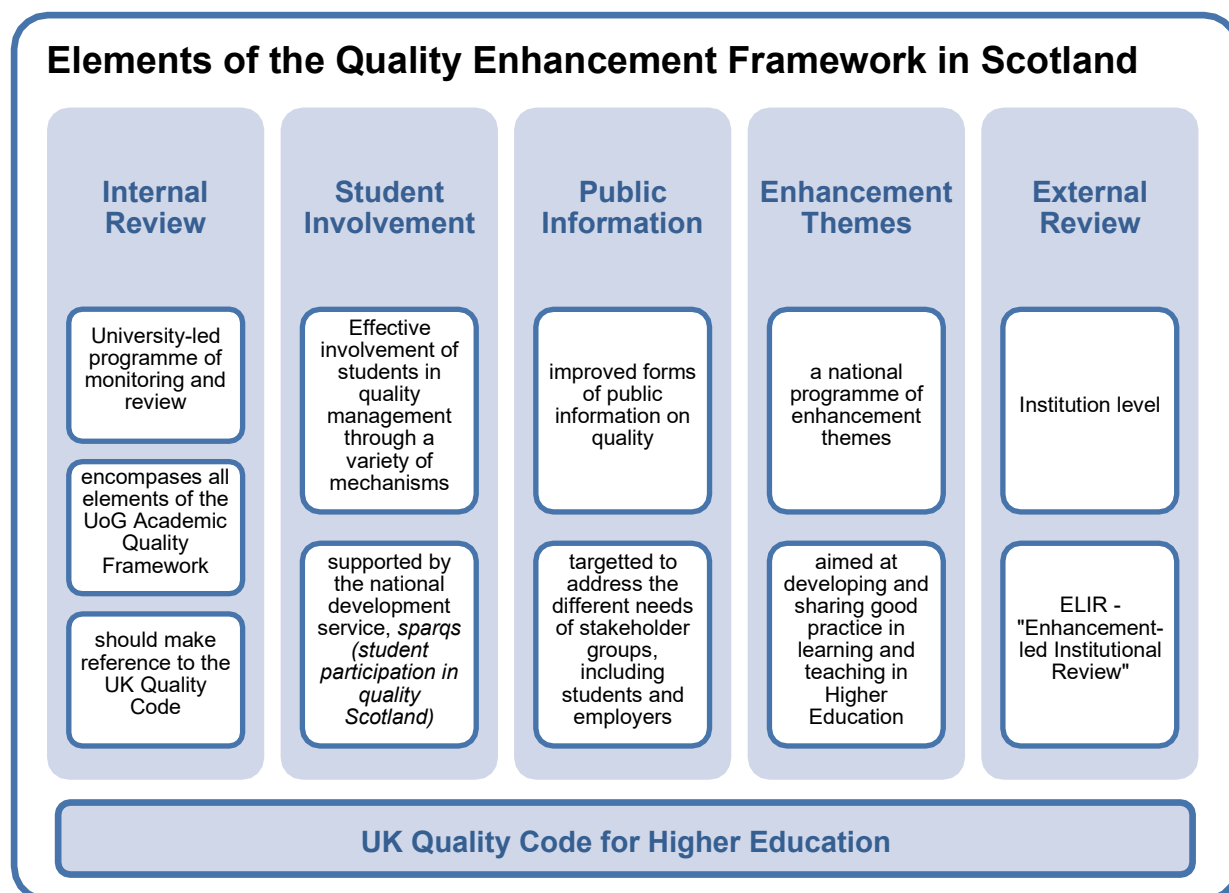 Elements of the Quality Enhancement Framework in Scotland
Internal
Review
University-led
programme of
monitoring and
review
encompases all
elements of the
UoG Academic
Quality
Framework
should make
reference to the
UK Quality
Code
Student
Involvement
Effective
involvement of
students in
quality
management
through a
variety of
mechanisms
supported by
the national
development
service, sparqs
(student
participation in
quality
Scotland)
Public
Information
improved forms
of public
information on
quality
targetted to
address the
different needs
of stakeholder
groups,
including
students and
employers
Enhancement
Themes
a national
programme of
enhancement
themes
aimed at
developing and
sharing good
practice in
learning and
teaching in
Higher
Education
External
Review
Institution level
ELIR -
"Enhancement-
led Institutional
Review"
UK Quality Code for Higher Education